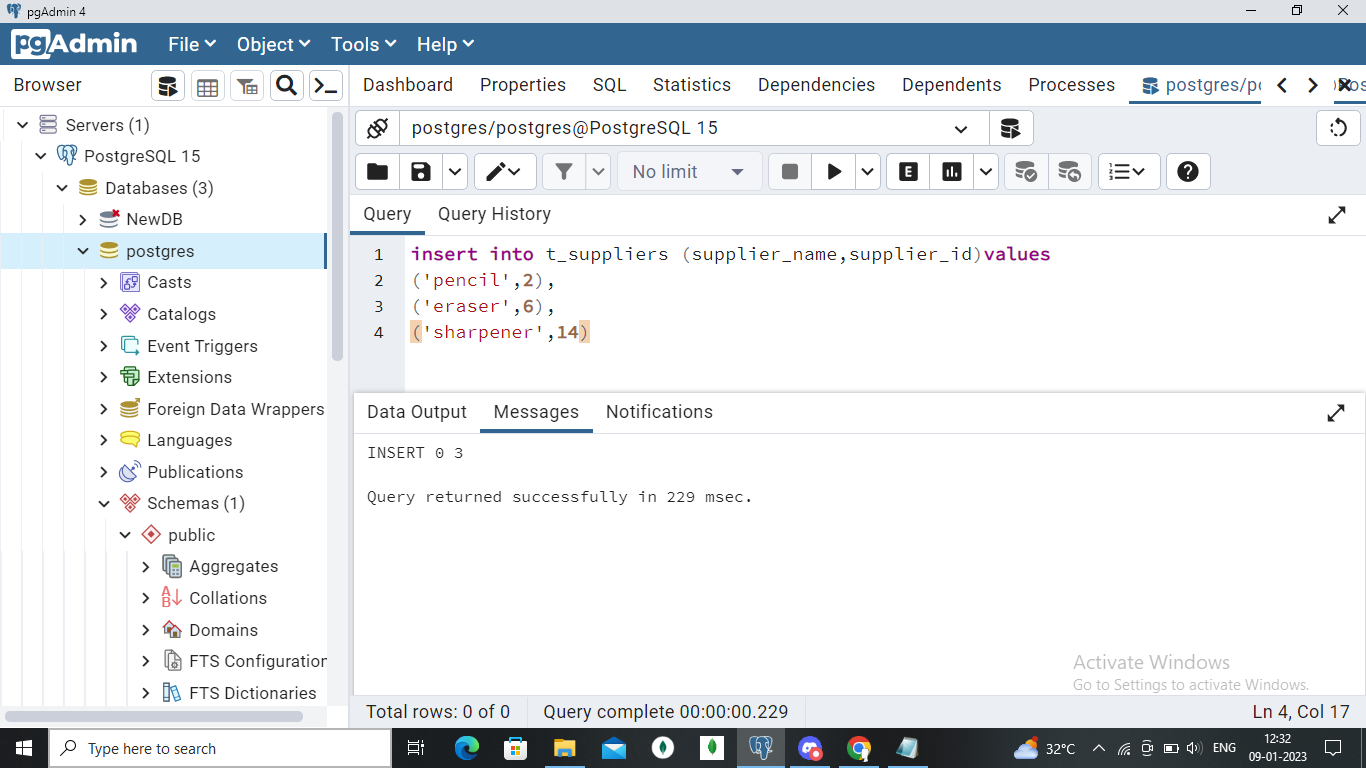 pgAdmin 4
pgAdmin File Object Tools Help
Browser
Dashboard Properties SQL Statistics Dependencies Dependents Processes postgres/po
Servers (1)
PostgreSQL 15
Databases (3)
NewDB
postgres
Casts
Catalogs
Event Triggers
Extensions
Foreign Data Wrappers
Languages
Publications
Schemas (1)
public
Aggregates
Collations
Domains
FTS Configuration
FTS Dictionaries
postgres/postgres@PostgreSQL 15
No limit
E
Query Query History
1 insert into t_suppliers (supplier_name,supplier_id)values
2 ('pencil',2),
3 ('eraser',6),
4 ('sharpener',14)
Data Output Messages Notifications
INSERT 0 3
Query returned successfully in 229 msec.
Activate Windows
Go to Settings to activate Windows.
Total rows: 0 of 0 Query complete 00:00:00.229 Ln 4, Col 17
Type here to search
32°C ENG 12:32
09-01-2023